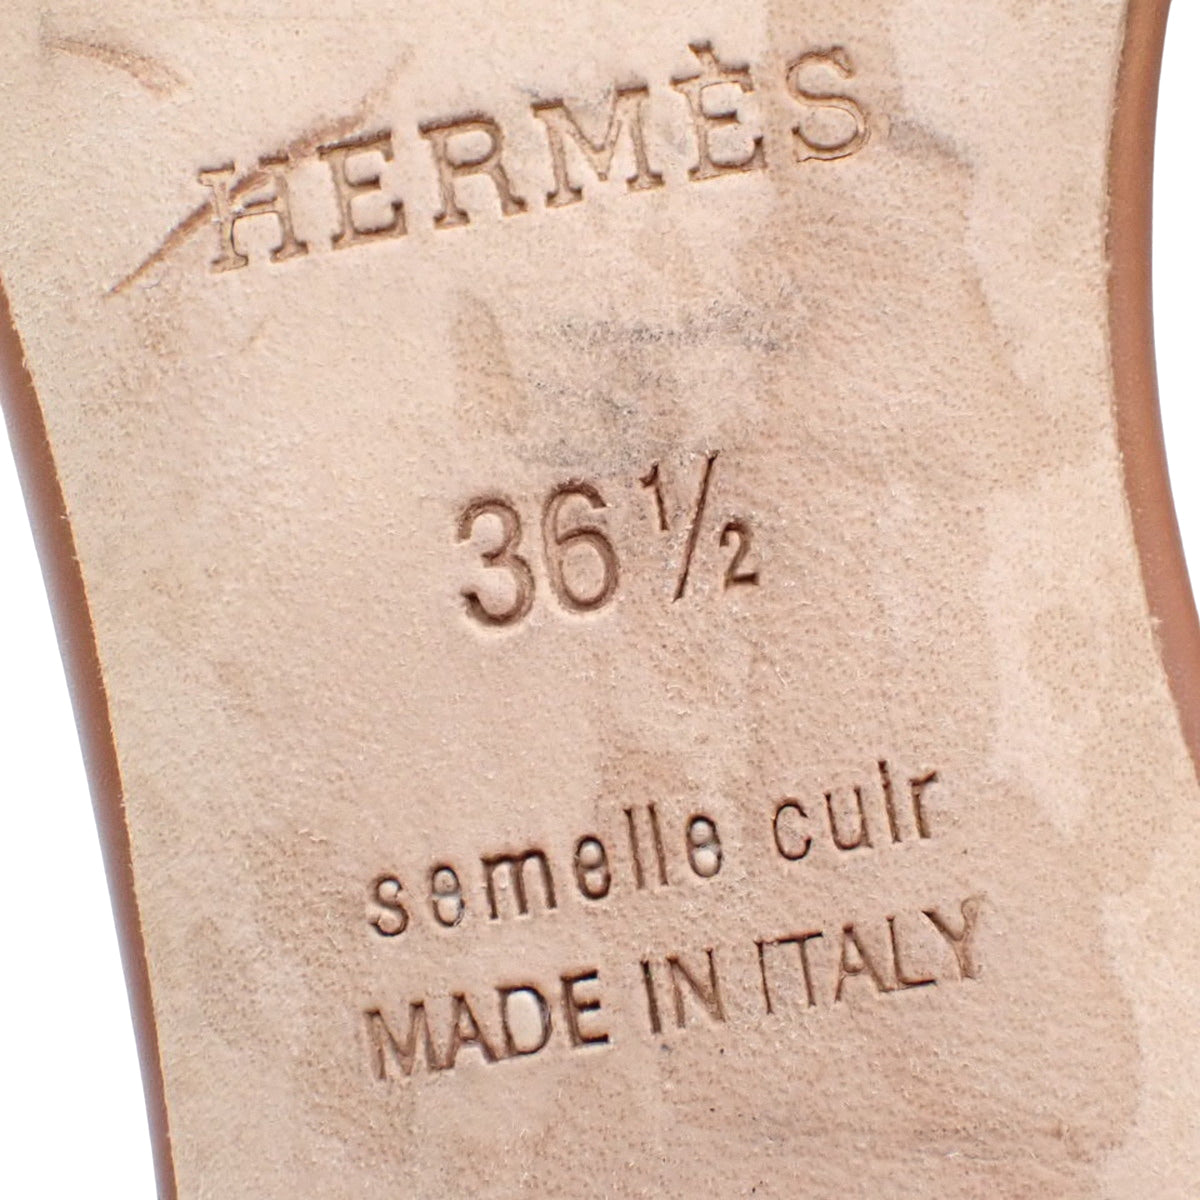 HERMÈS
36 ½
semelle cuir
MADE IN ITALY